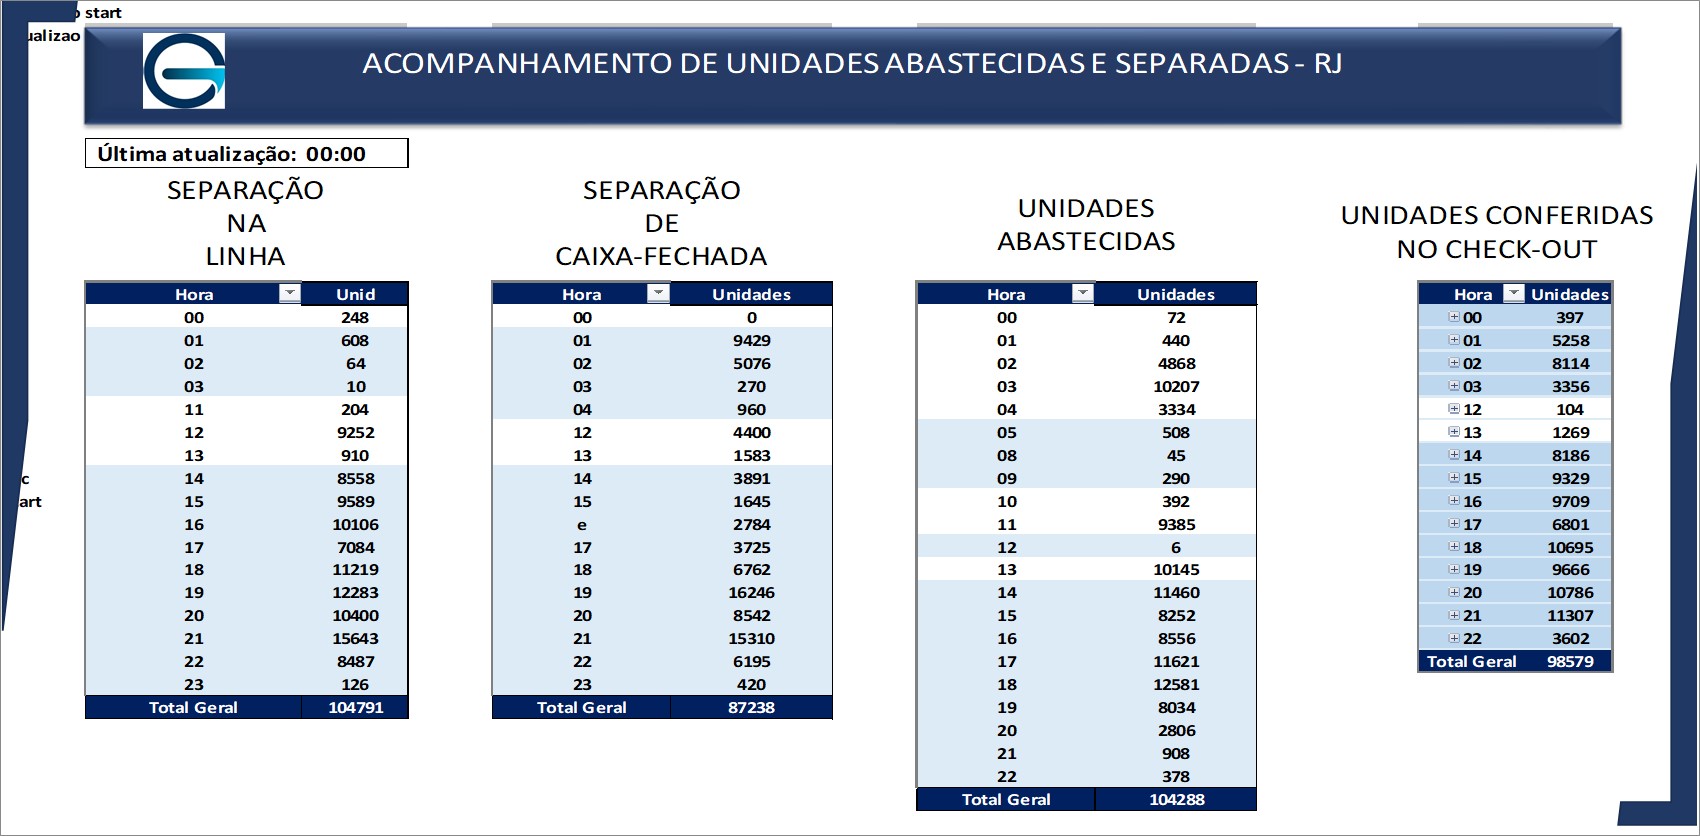 o start
ualizao
ACOMPANHAMENTO DE UNIDADES ABASTECIDAS E SEPARADAS - RJ
Última atualização: 00:00
SEPARAÇÃO
NA
LINHA
Hora Unid
00 248
01 608
02 64
03 10
11 204
12 9252
13 910
14 8558
15 9589
16 10106
17 7084
18 11219
19 12283
20 10400
21 15643
22 8487
23 126
Total Geral 104791
SEPARAÇÃO
DE
CAIXA-FECHADA
Hora Unidades
00 0
01 9429
02 5076
03 270
04 960
12 4400
13 1583
14 3891
15 1645
e 2784
17 3725
18 6762
19 16246
20 8542
21 15310
22 6195
23 420
Total Geral 87238
UNIDADES
ABASTECIDAS
Hora Unidades
00 72
01 440
02 4868
03 10207
04 3334
05 508
08 45
09 290
10 392
11 9385
12 6
13 10145
14 11460
15 8252
16 8556
17 11621
18 12581
19 8034
20 2806
21 908
22 378
Total Geral 104288
UNIDADES CONFERIDAS
NO CHECK-OUT
Hora Unidades
00 397
01 5258
02 8114
03 3356
12 104
13 1269
14 8186
15 9329
16 9709
17 6801
18 10695
19 9666
20 10786
21 11307
22 3602
Total Geral 98579
c
art